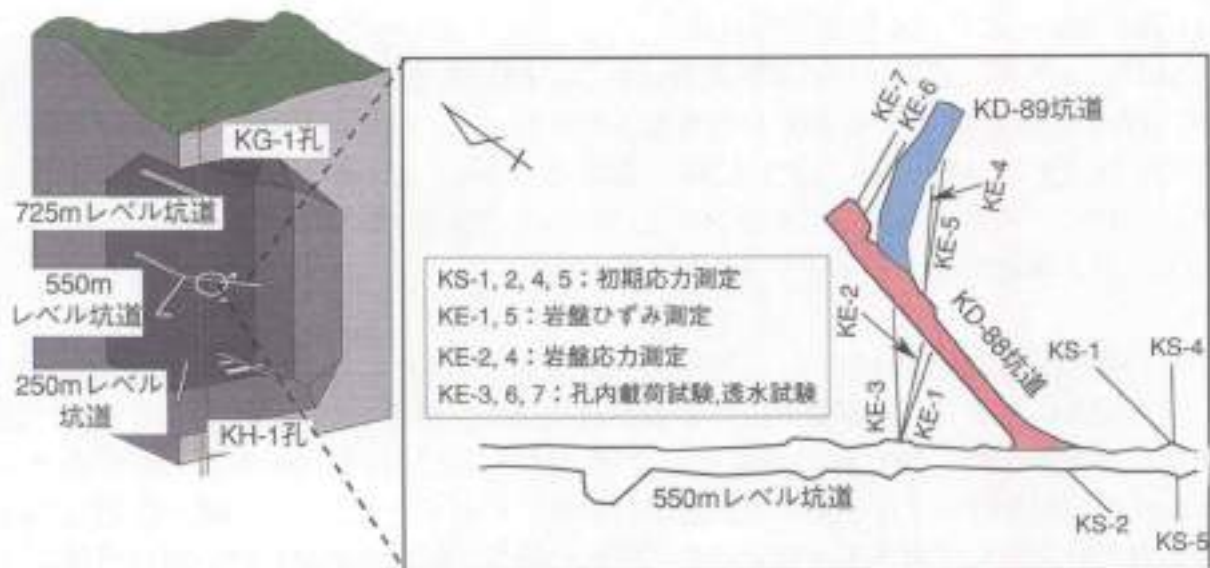 KG-1孔
725mレベル坑道
550m
レベル坑道
250mレベル
坑道
KH-1孔
KE-7
KE-6
KD-89坑道
KE-4
KE-5
KS-1, 2, 4, 5：初期応力測定
KE-1, 5：岩盤ひずみ測定
KE-2, 4：岩盤応力測定
KE-3, 6, 7：孔内載荷試験,透水試験
KE-2
KD-88坑道
KS-1
KS-4
KE-3
KE-1
550mレベル坑道
KS-2
KS-5